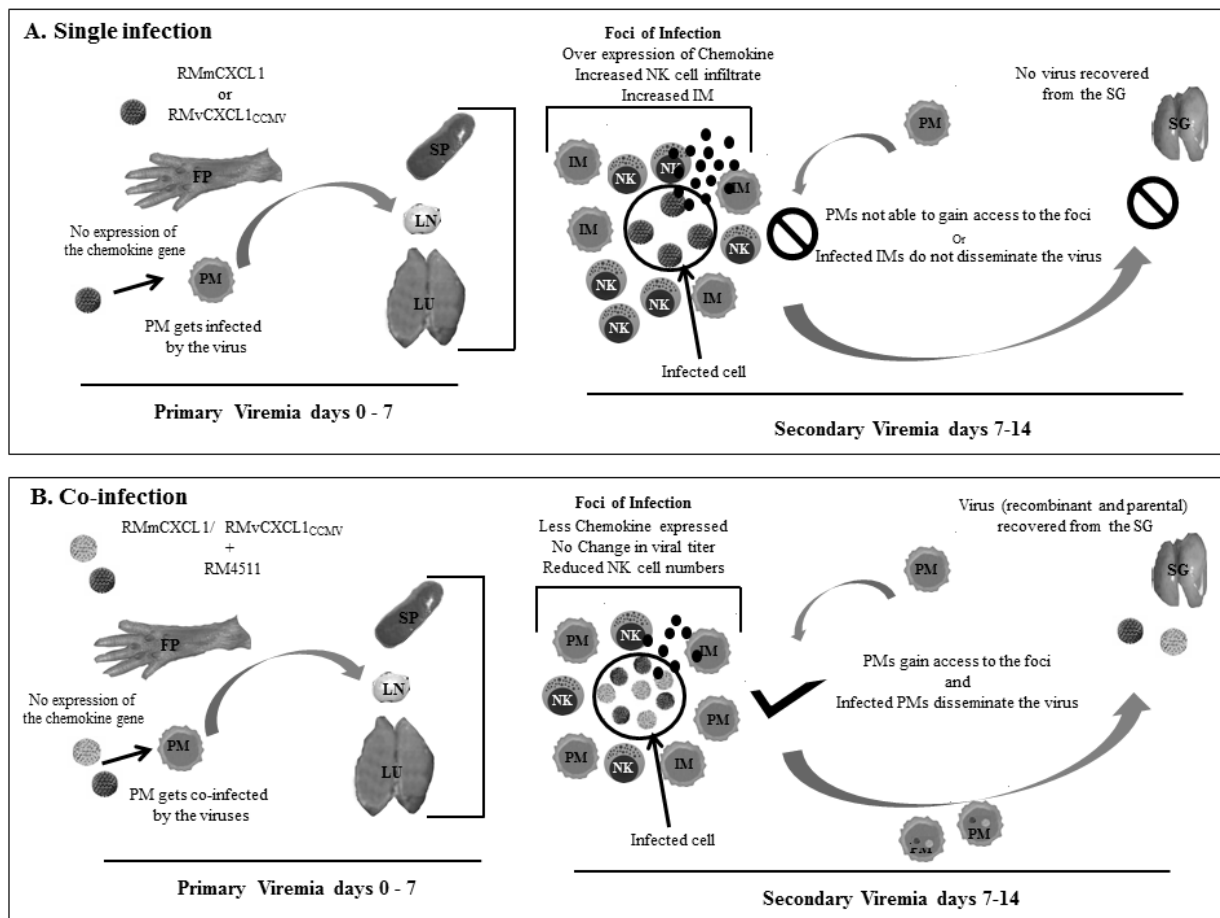 A. Single infection
RMmCXL1
or
RMvCXCL1CCMV
FP
SP
LN
LU
No expression of
the chemokine gene
PM
PM gets infected
by the virus
Primary Viremia days 0 - 7
Foci of Infection
Over expression of Chemokine
Increased NK cell infiltrate
Increased IM
IM
NK
NK
IM
IM
NK
NK
NK
IM
NK
Infected cell
PM
No virus recovered
from the SG
SG
PMs not able to gain access to the foci
Or
Infected IMs do not disseminate the virus
Secondary Viremia days 7-14
B. Co-infection
RMmCXCL1/ RMvCXCL1CCMV
+
RM4511
FP
SP
LN
LU
No expression of
the chemokine gene
PM
PM gets co-infected
by the viruses
Primary Viremia days 0 - 7
Foci of Infection
Less Chemokine expressed
No Change in viral titer
Reduced NK cell numbers
PM
NK
IM
NK
PM
PM
NK
IM
Infected cell
PM
Virus (recombinant and parental)
recovered from the SG
SG
PMs gain access to the foci
and
Infected PMs disseminate the virus
PM
PM
Secondary Viremia days 7-14